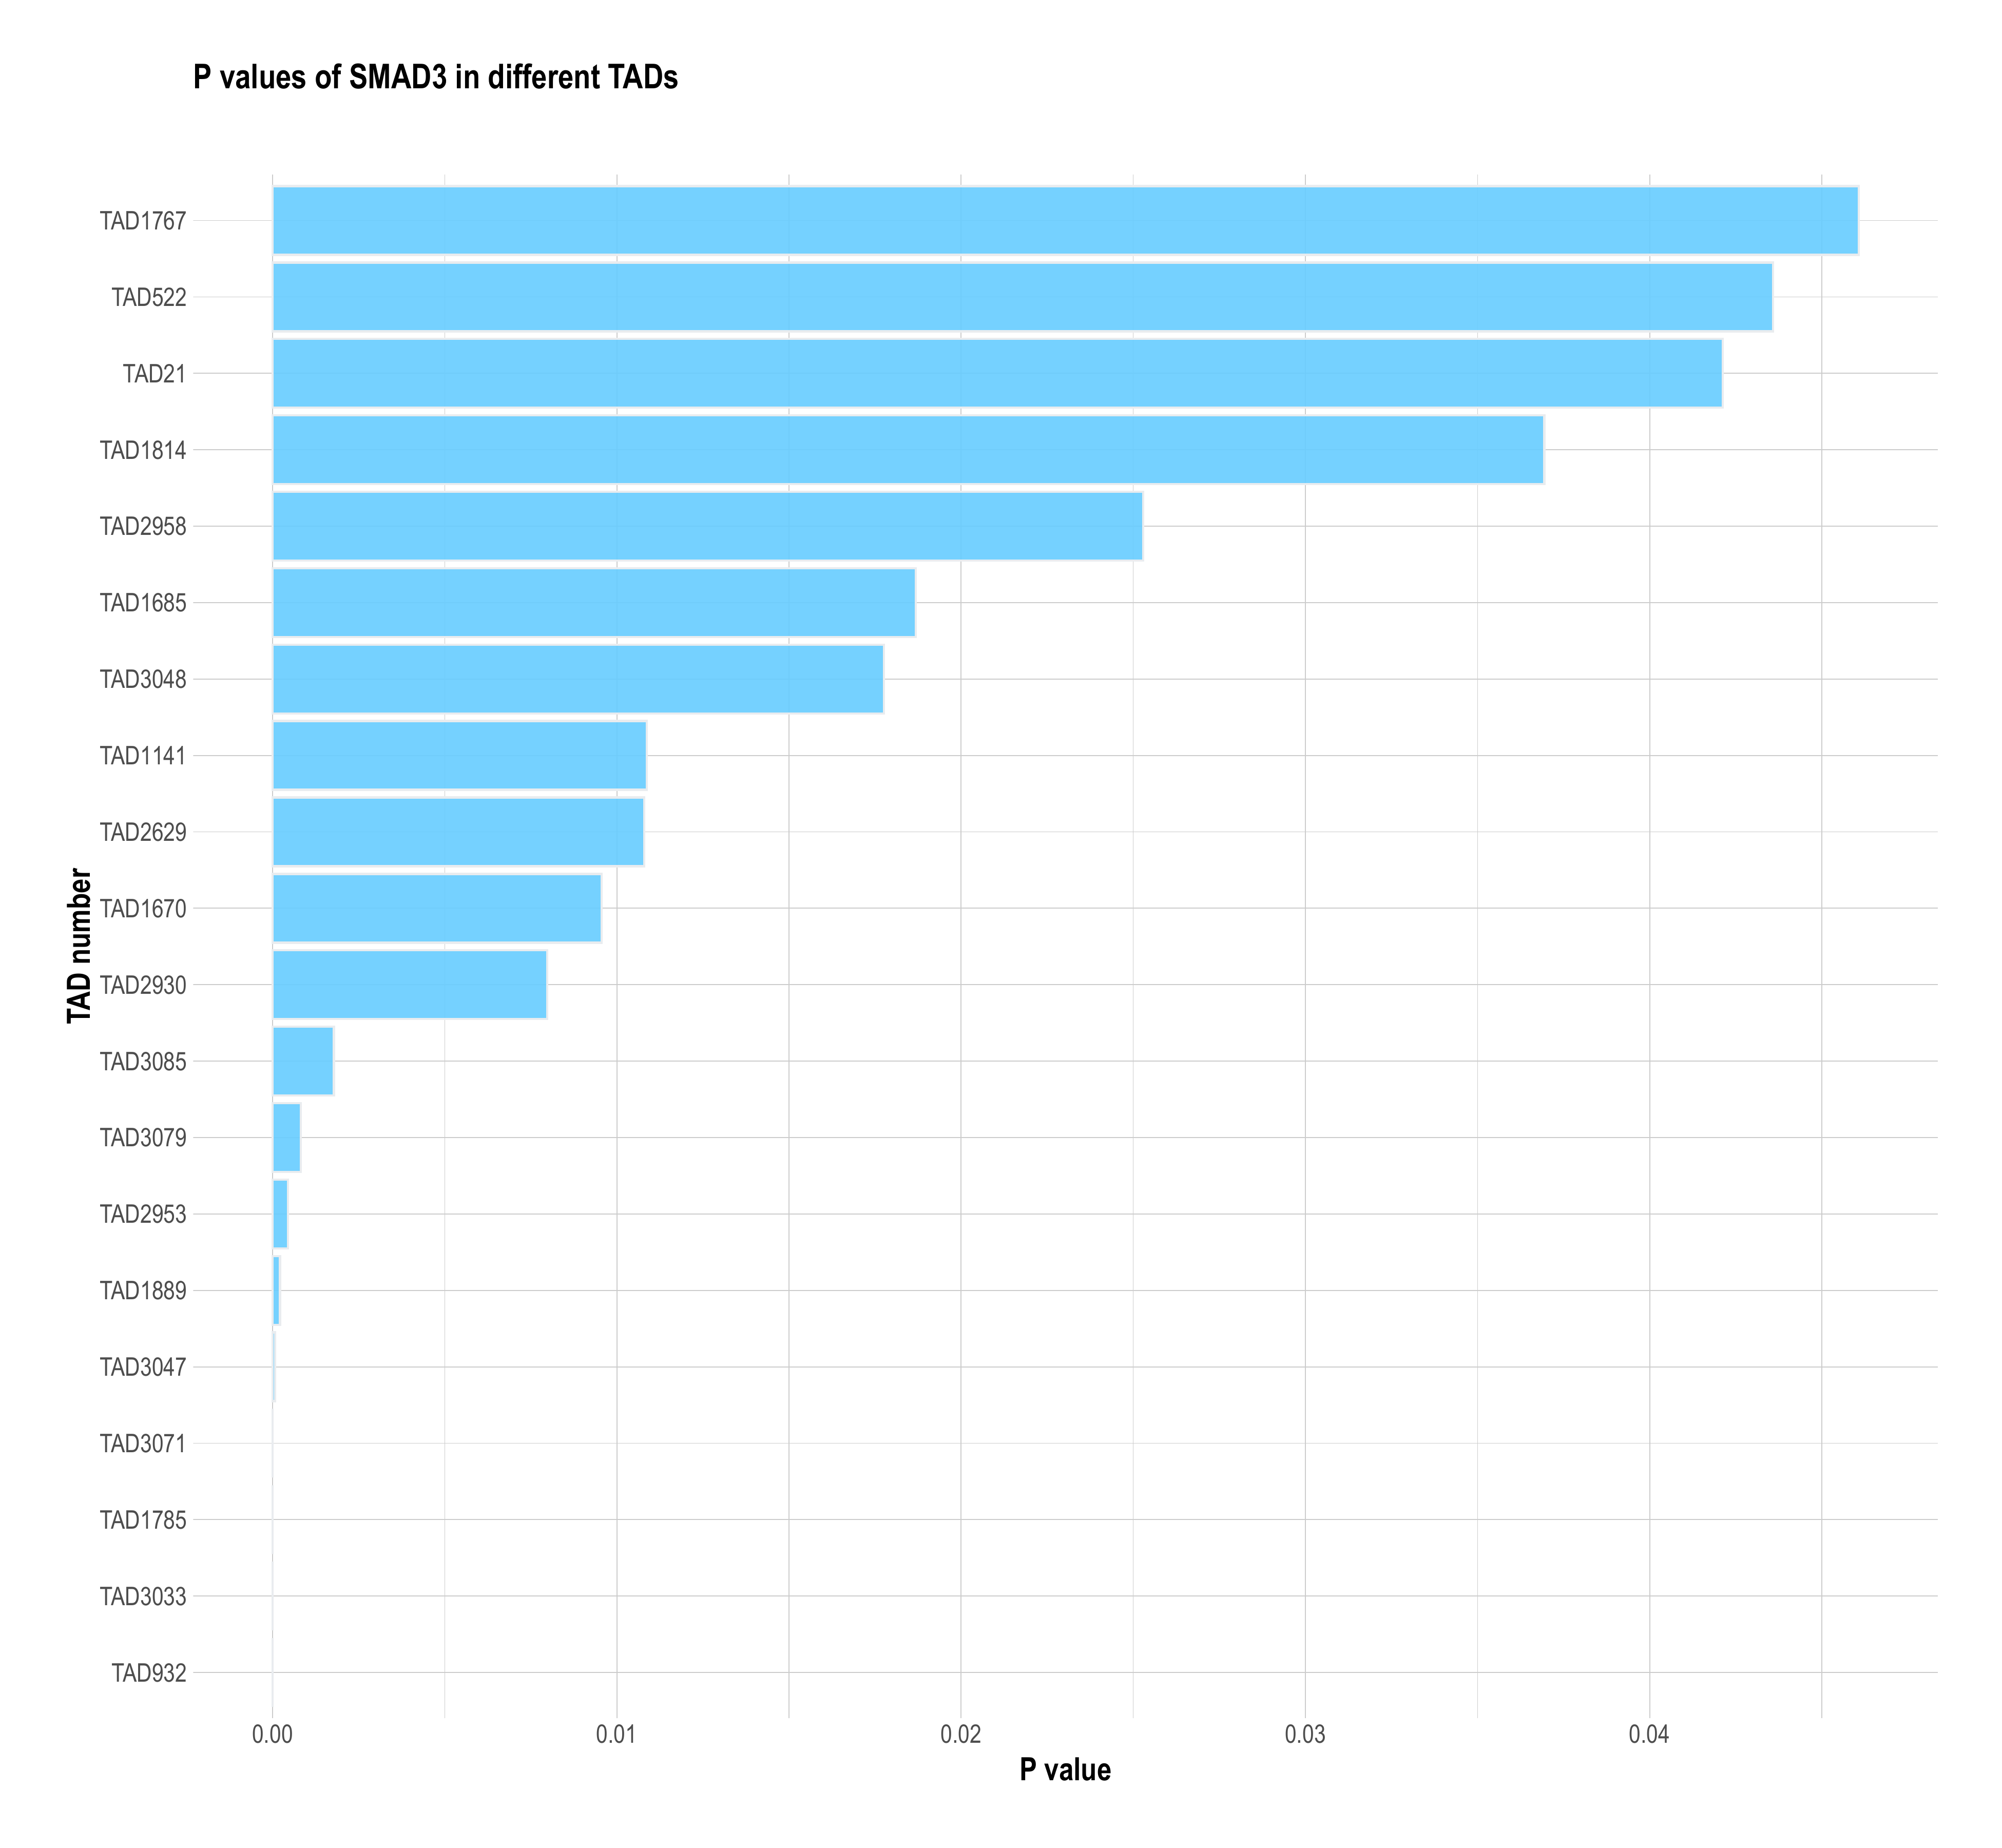 P values of SMAD3 in different TADs
TAD1767
TAD522
TAD21
TAD1814
TAD2958
TAD1685
TAD3048
TAD1141
TAD2629
TAD1670
TAD2930
TAD3085
TAD3079
TAD2953
TAD1889
TAD3047
TAD3071
TAD1785
TAD3033
TAD932
TAD number
0.00 0.01 0.02 0.03 0.04
P value